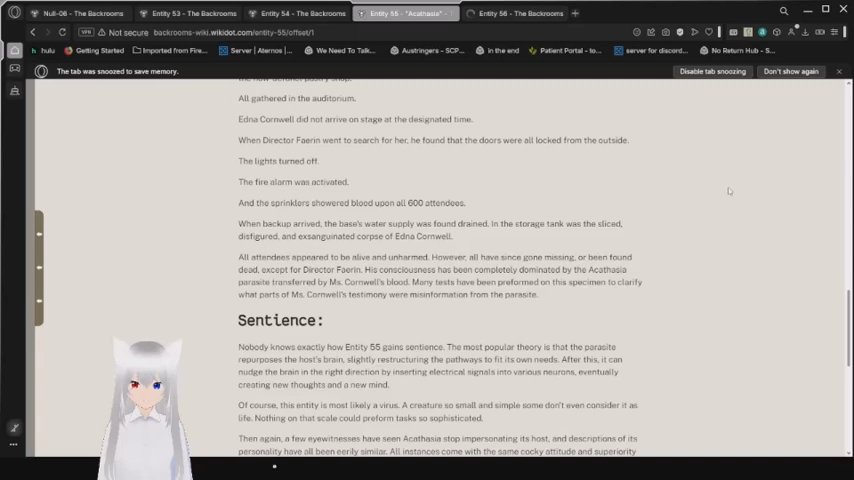 Null-06 - The Backrooms
Entity 53 - The Backrooms
Entity 54 - The Backrooms
Entity 55 - "Acathasia" -
Entity 56 - The Backrooms
Not secure backrooms-wiki.wikidot.com/entity-55/offset/1
hulu
Getting Started
Imported from Fire...
Server | Aternos |
We Need To Talk...
Austringers - SCP...
in the end
Patient Portal - to...
server for discord...
No Return Hub - S...
The tab was snoozed to save memory.
Disable tab snoozing
Don't show again
the now-defunct pastry shop.
All gathered in the auditorium.
Edna Cornwell did not arrive on stage at the designated time.
When Director Faerin went to search for her, he found that the doors were all locked from the outside.
The lights turned off.
The fire alarm was activated.
And the sprinklers showered blood upon all 600 attendees.
When backup arrived, the base's water supply was found drained. In the storage tank was the sliced,
disfigured, and exsanguinated corpse of Edna Cornwell.
All attendees appeared to be alive and unharmed. However, all have since gone missing, or been found
dead, except for Director Faerin. His consciousness has been completely dominated by the Acathasia
parasite transferred by Ms. Cornwell's blood. Many tests have been preformed on this specimen to clarify
what parts of Ms. Cornwell's testimony were misinformation from the parasite.
Sentience:
Nobody knows exactly how Entity 55 gains sentience. The most popular theory is that the parasite
repurposes the host's brain, slightly restructuring the pathways to fit its own needs. After this, it can
nudge the brain in the right direction by inserting electrical signals into various neurons, eventually
creating new thoughts and a new mind.
Of course, this entity is most likely a virus. A creature so small and simple some don't even consider it as
life. Nothing on that scale could preform tasks so sophisticated.
Then again, a few eyewitnesses have seen Acathasia stop impersonating its host, and descriptions of its
personality have all been eerily similar. All instances come with the same cocky attitude and superiority